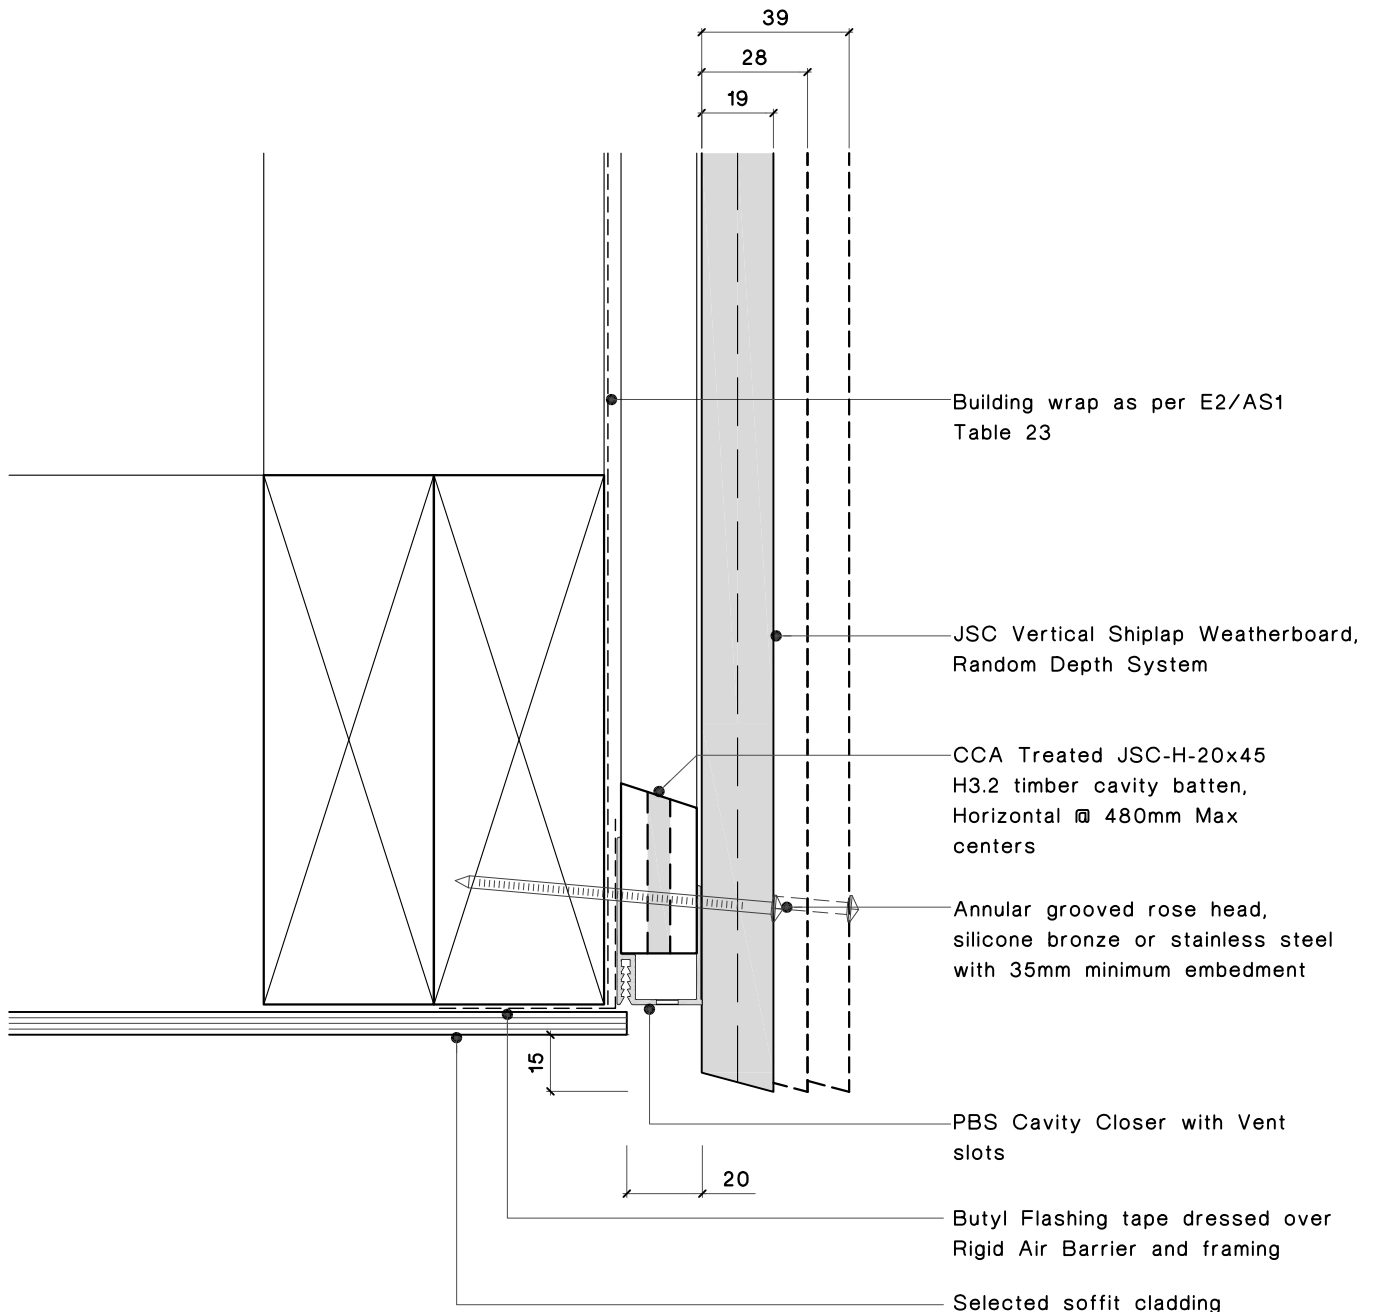 39
28
19
Building wrap as per E2/AS1
Table 23
JSC Vertical Shiplap Weatherboard,
Random Depth System
CCA Treated JSC-H-20x45
H3.2 timber cavity batten,
Horizontal @ 480mm Max
centers
Annular grooved rose head,
silicone bronze or stainless steel
with 35mm minimum embedment
15
PBS Cavity Closer with Vent
slots
20
Butyl Flashing tape dressed over
Rigid Air Barrier and framing
Selected soffit cladding